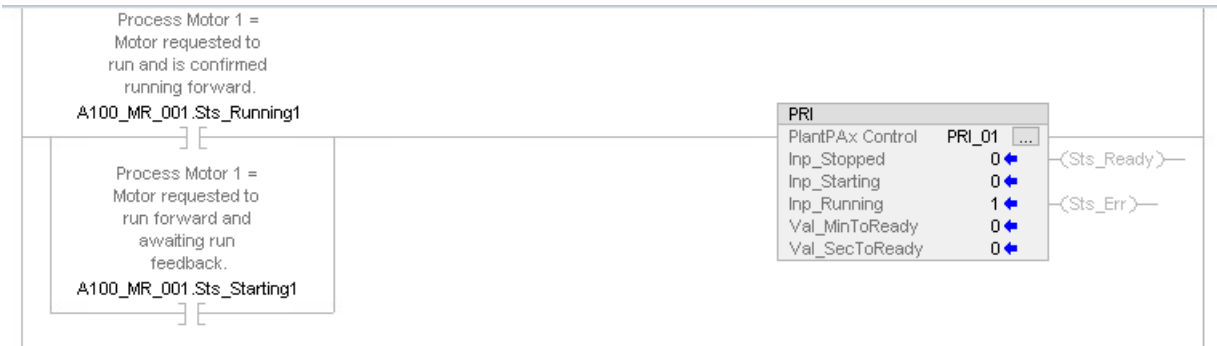 Process Motor 1 =
Motor requested to
run and is confirmed
running forward.
A100_MR_001.Sts_Running1
Process Motor 1 =
Motor requested to
run forward and
awaiting run
feedback.
A100_MR_001.Sts_Starting1
PRI
PlantPAx Control PRI_01 ...
Inp_Stopped 0
Inp_Starting 0
Inp_Running 1
Val_MinToReady 0
Val_SecToReady 0
(Sts_Ready)
(Sts_Err)